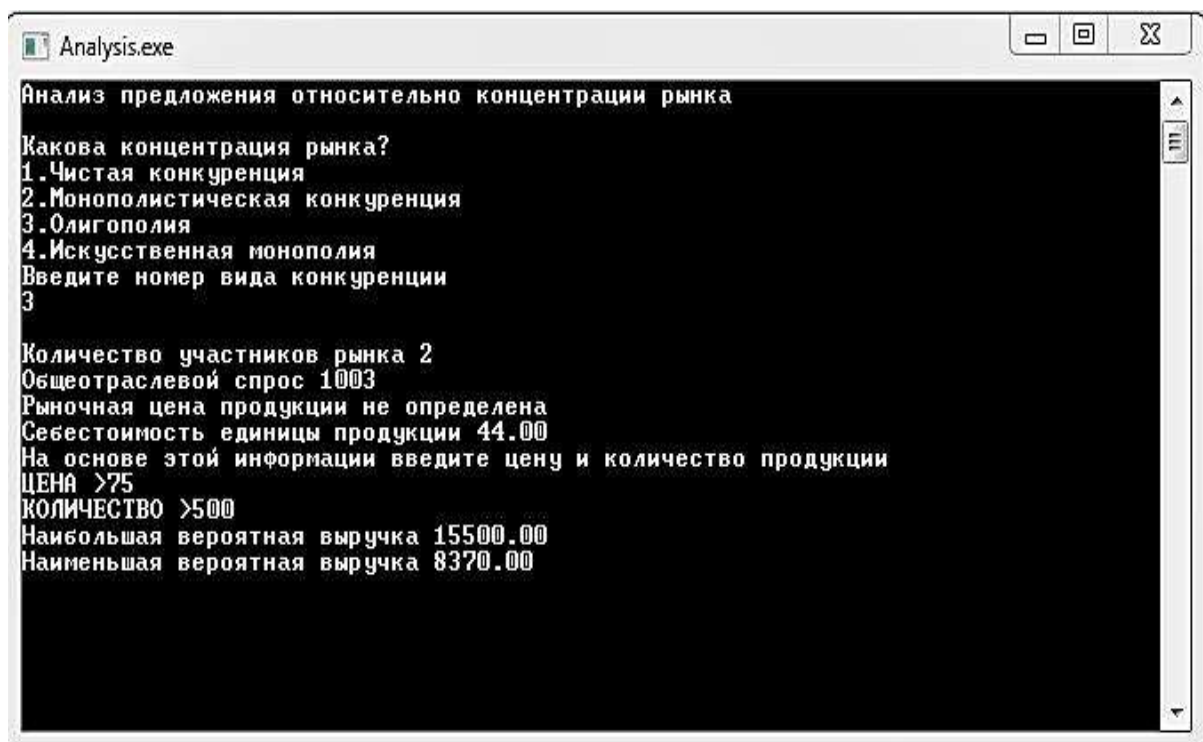 Analysis.exe
Анализ предложения относительно концентрации рынка
Какова концентрация рынка?
1.Чистая конкуренция
2.Монополистическая конкуренция
3.Олигополия
4.Искусственная монополия
Введите номер вида конкуренции
3
Количество участников рынка 2
Общеотраслевой спрос 1003
Рыночная цена продукции не определена
Себестоимость единицы продукции 44.00
На основе этой информации введите цену и количество продукции
ЦЕНА >75
КОЛИЧЕСТВО >500
Наибольшая вероятная выручка 15500.00
Наименьшая вероятная выручка 8370.00